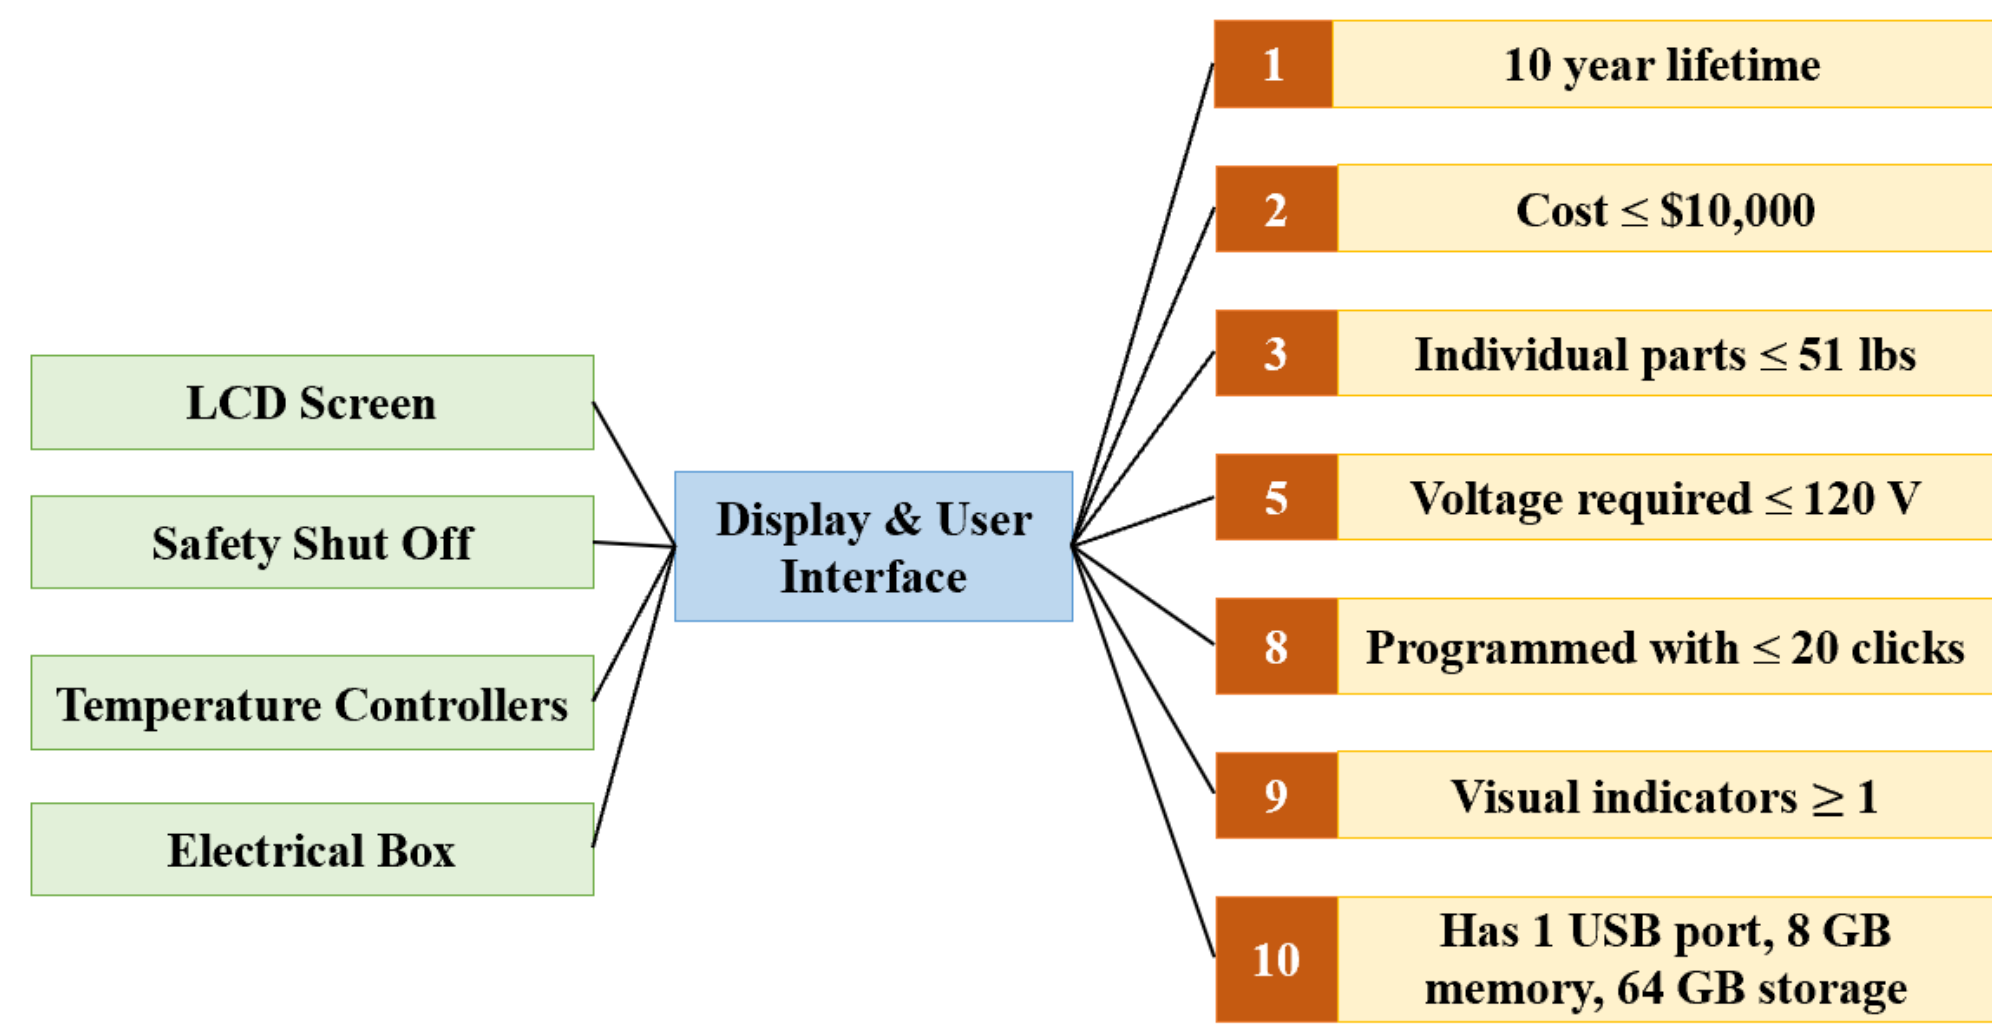 LCD Screen
Safety Shut Off
Temperature Controllers
Electrical Box
Display & User
Interface
1 10 year lifetime
2 Cost ≤ $10,000
3 Individual parts ≤ 51 lbs
5 Voltage required ≤ 120 V
8 Programmed with ≤ 20 clicks
9 Visual indicators ≥ 1
10 Has 1 USB port, 8 GB
memory, 64 GB storage